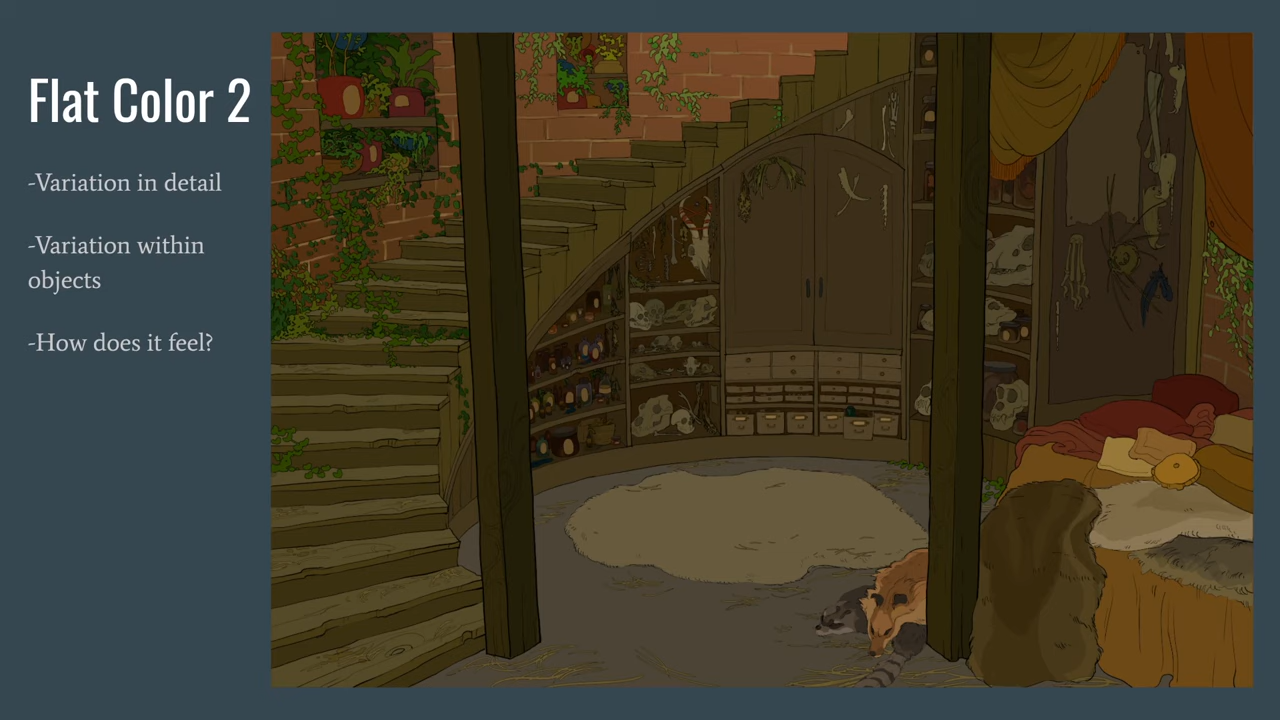 Flat Color 2
-Variation in detail
-Variation within
objects
-How does it feel?